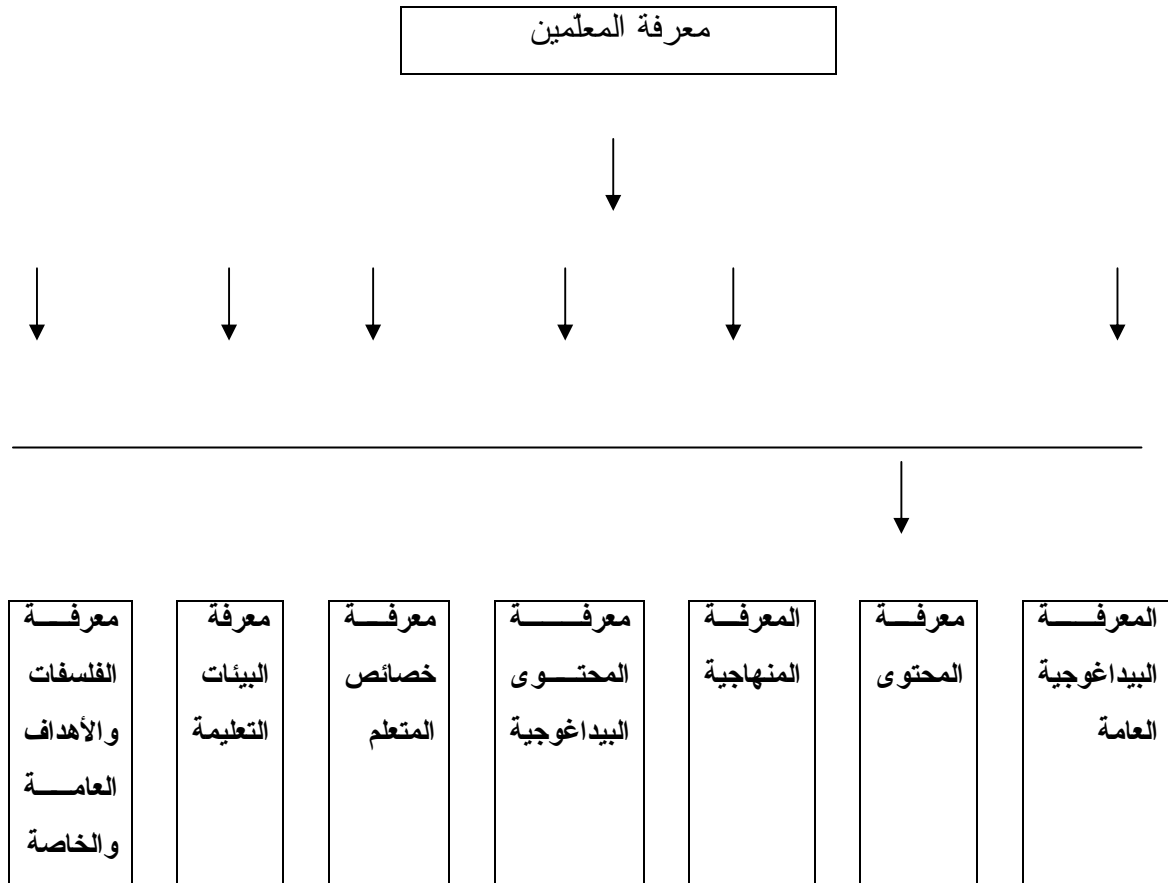 معرفة المعلّمين
المعرفة
البيداغوجية
العامة
معرفة
المحتوى
المعرفة
المنهاجية
معرفة
المحتوى
البيداغوجية
معرفة
خصائص
المتعلم
معرفة
البيئات
التعليمة
معرفة
الفلسفات
والأهداف
العامة
والخاصة